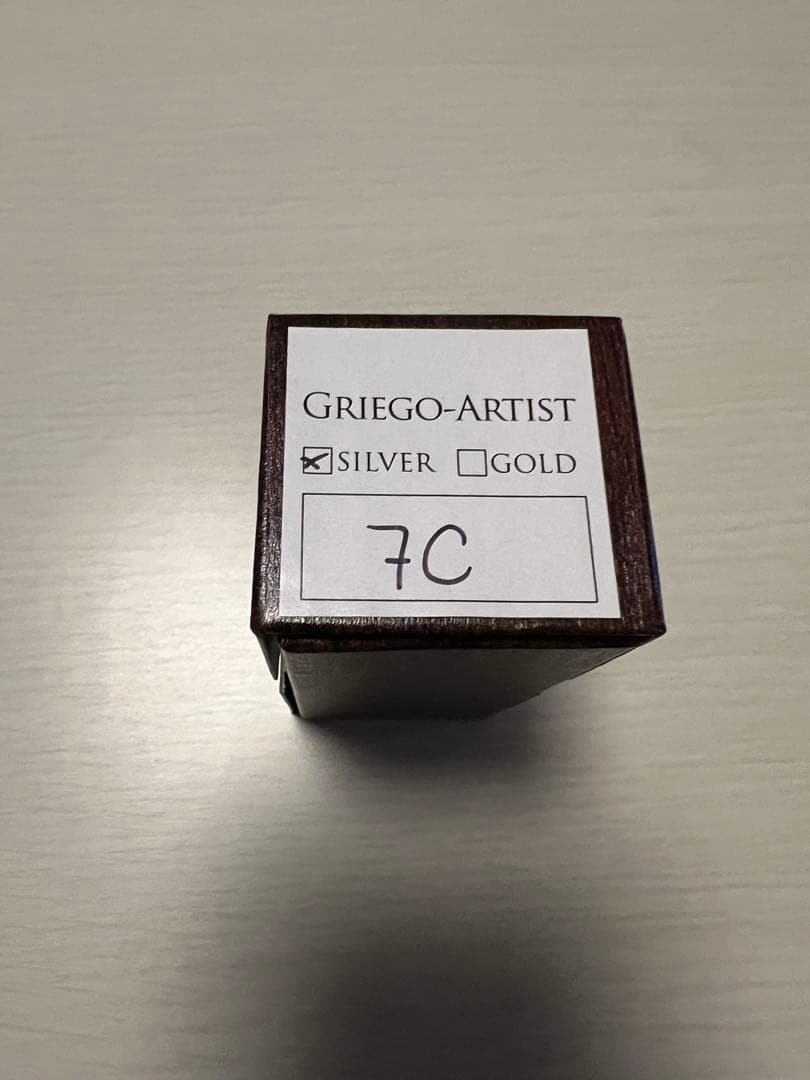 GRIEGO-ARTIST
☒ SILVER ☐ GOLD
7C